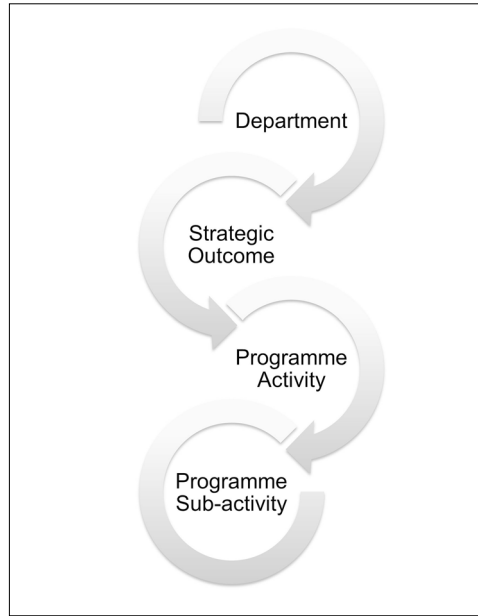 Department
Strategic
Outcome
Programme
Activity
Programme
Sub-activity